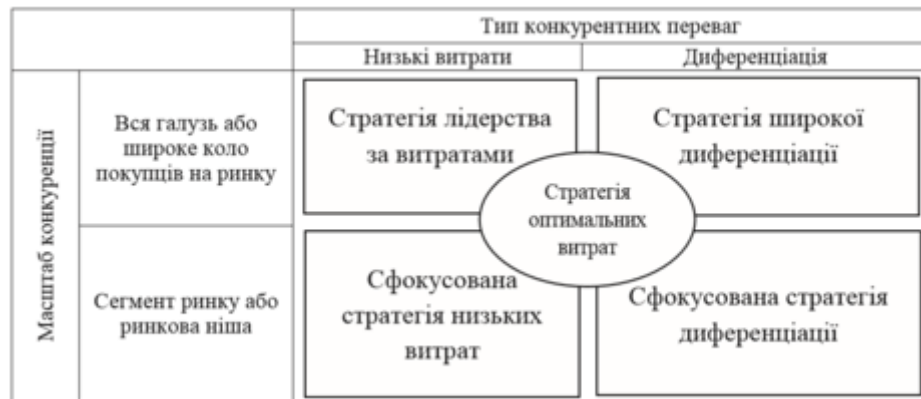 Тип конкурентних переваг
Низькі витрати
Диференціація
Масштаб конкуренції
Вся галузь або
широке коло
покупців на ринку
Стратегія лідерства
за витратами
Стратегія широкої
диференціації
Стратегія
оптимальних
витрат
Сегмент ринку або
ринкова ніша
Сфокусована
стратегія низьких
витрат
Сфокусована стратегія
диференціації